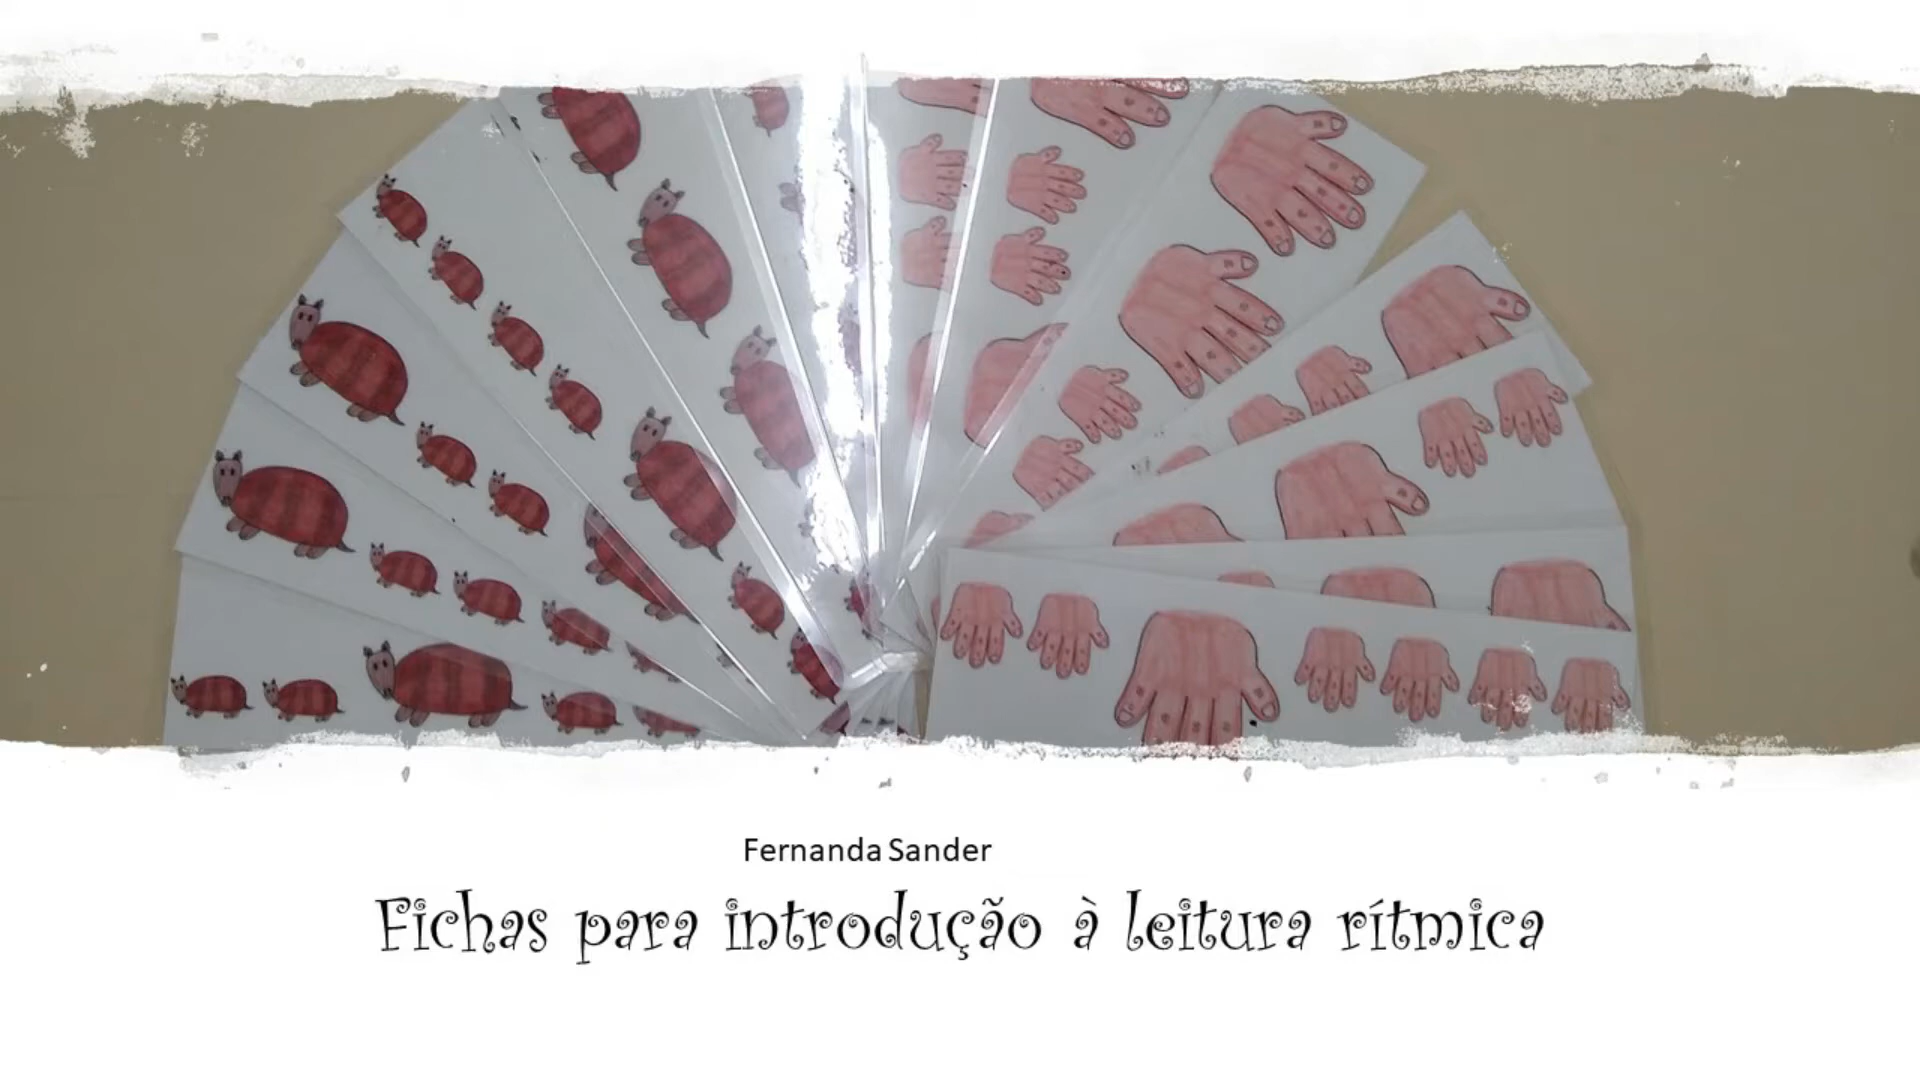 Fernanda Sander
Fichas para introdução à leitura rítmica